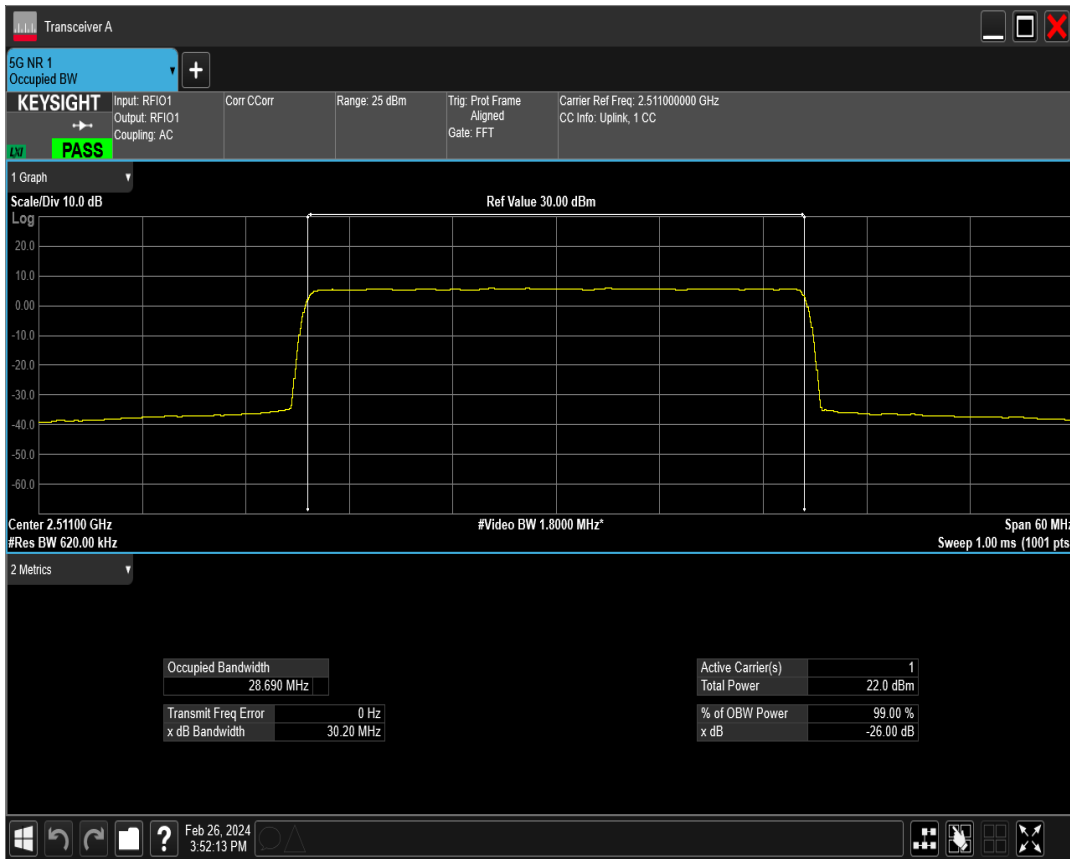 Transceiver A
5G NR 1
Occupied BW
KEYSIGHT
LXI
PASS
Input: RFIO1
Output: RFIO1
Coupling: AC
Corr CCorr
Range: 25 dBm
Trig: Prot Frame
Aligned
Gate: FFT
Carrier Ref Freq: 2.511000000 GHz
CC Info: Uplink, 1 CC
1 Graph
Scale/Div 10.0 dB
Ref Value 30.00 dBm
Log
20.0
10.0
0.00
-10.0
-20.0
-30.0
-40.0
-50.0
-60.0
Center 2.51100 GHz
#Video BW 1.8000 MHz*
Span 60 MHz
#Res BW 620.00 kHz
Sweep 1.00 ms (1001 pts
2 Metrics
Occupied Bandwidth
28.690 MHz
Transmit Freq Error 0 Hz
x dB Bandwidth 30.20 MHz
Active Carrier(s) 1
Total Power 22.0 dBm
% of OBW Power 99.00 %
x dB -26.00 dB
Feb 26, 2024
3:52:13 PM